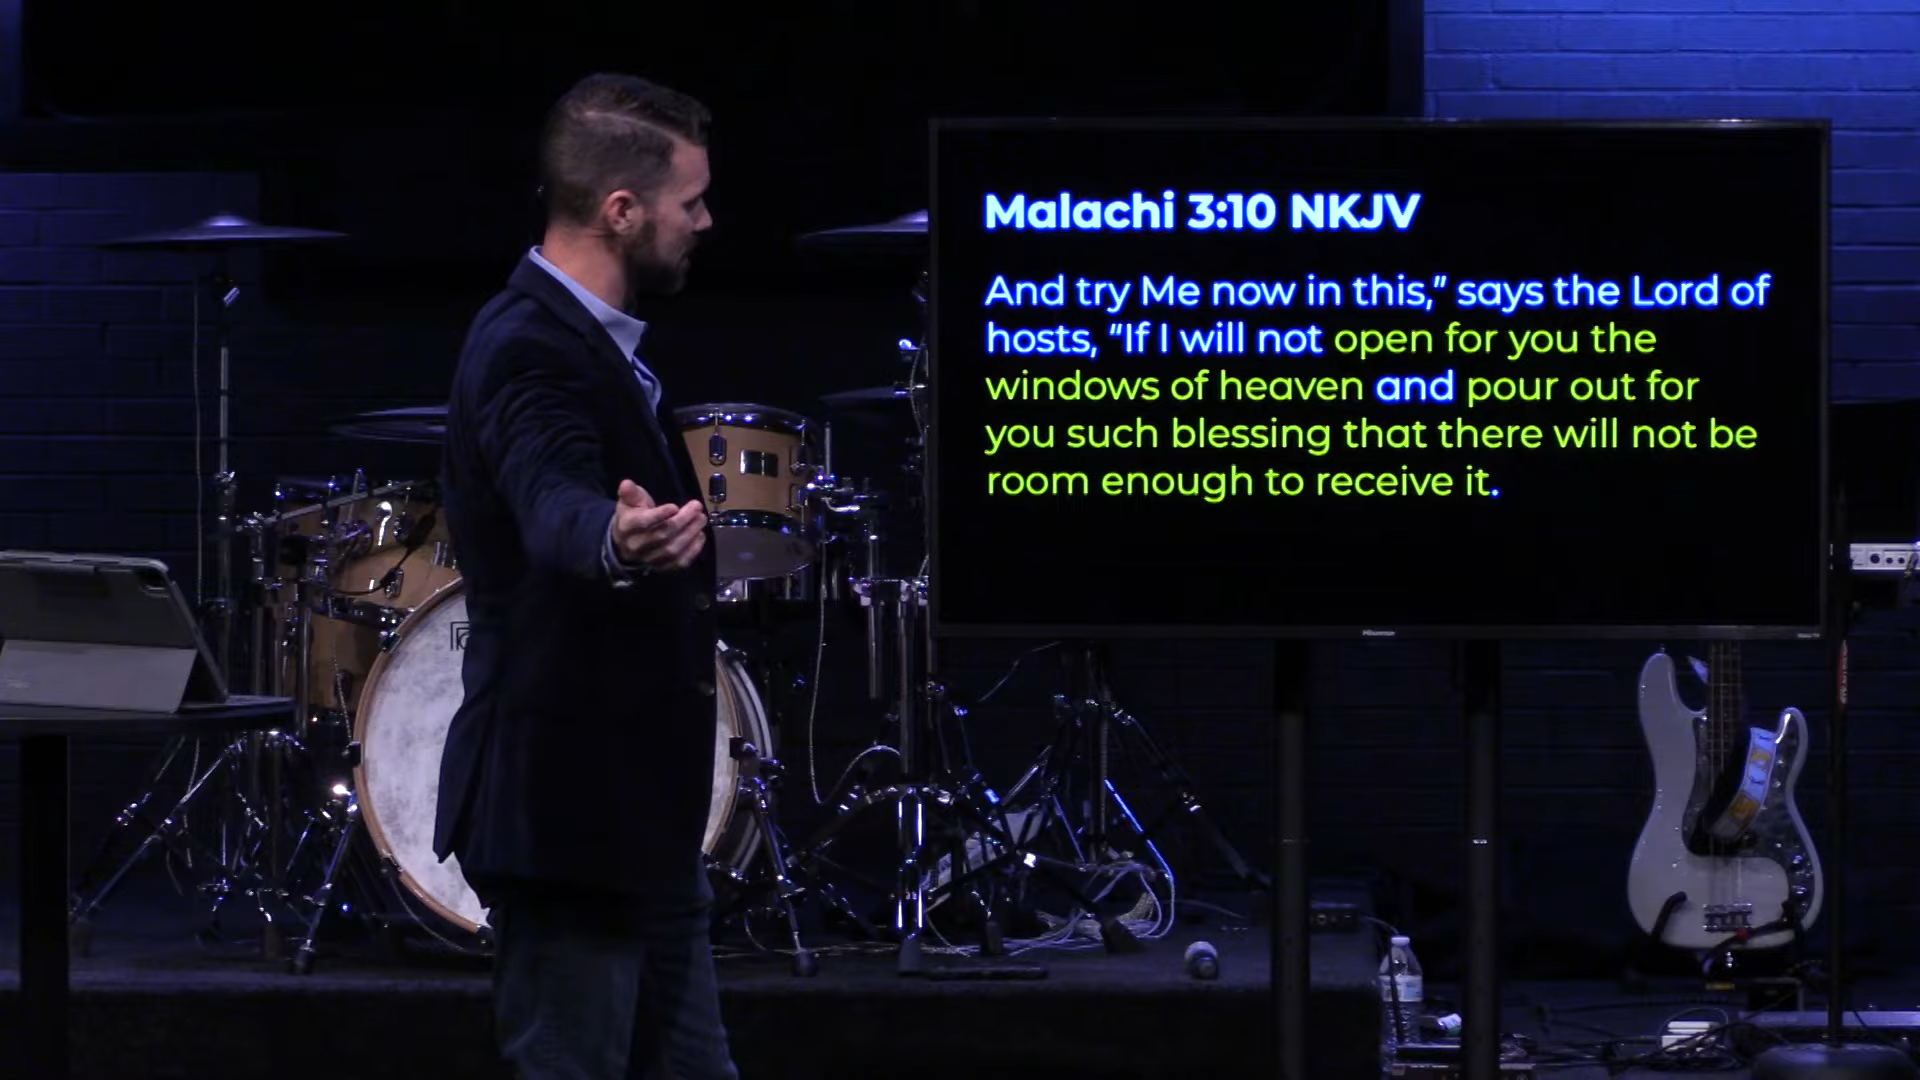 Malachi 3:10 NKJV
And try Me now in this,” says the Lord of
hosts, “If I will not open for you the
windows of heaven and pour out for
you such blessing that there will not be
room enough to receive it.
Hisense